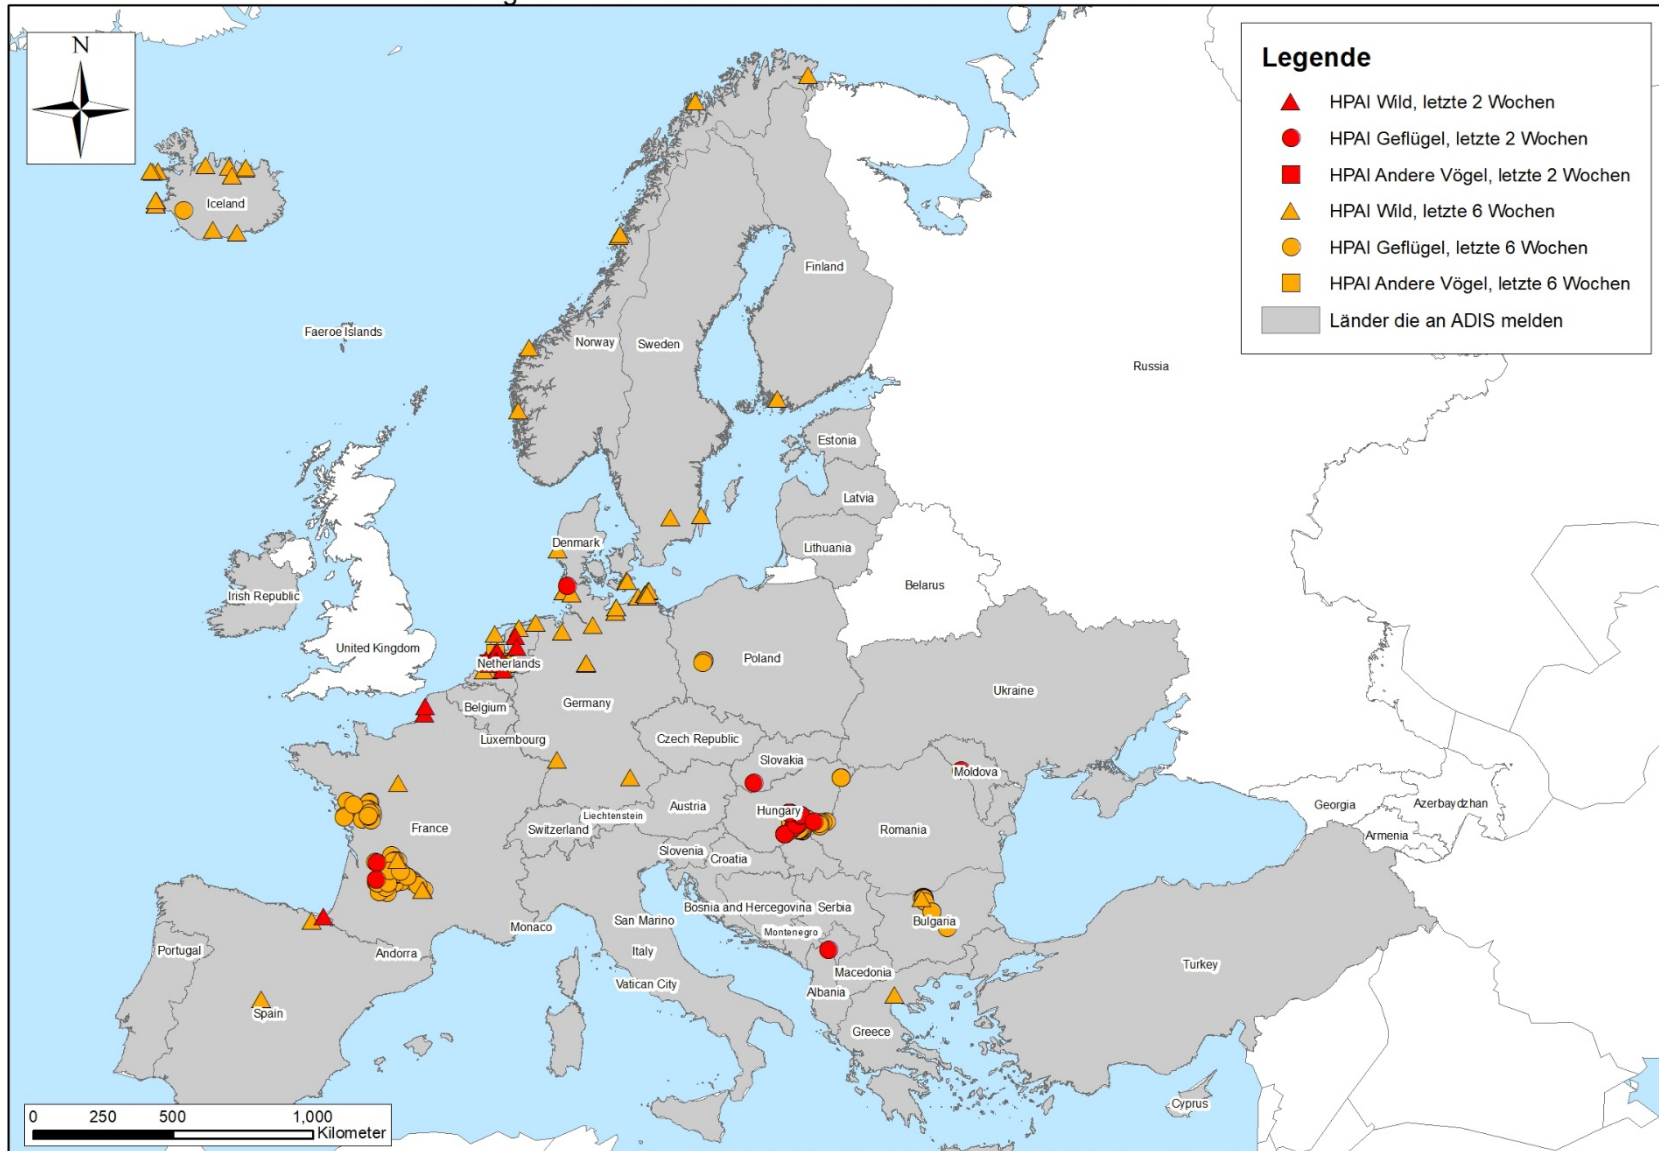 N
Legende
HPAI Wild, letzte 2 Wochen
HPAI Geflügel, letzte 2 Wochen
HPAI Andere Vögel, letzte 2 Wochen
HPAI Wild, letzte 6 Wochen
HPAI Geflügel, letzte 6 Wochen
HPAI Andere Vögel, letzte 6 Wochen
Länder die an ADIS melden
Iceland
Finland
Faeroe Islands
Norway
Sweden
Russia
Estonia
Latvia
Lithuania
Denmark
Belarus
Irish Republic
United Kingdom
Netherlands
Poland
Ukraine
Belgium
Germany
Luxembourg
Czech Republic
Slovakia
Moldova
Austria
Hungary
Liechtenstein
Switzerland
France
Romania
Georgia
Azerbaydzhan
Armenia
Slovenia
Croatia
Bosnia and Hercegovina
Serbia
Monaco
San Marino
Bulgaria
Montenegro
Portugal
Andorra
Italy
Macedonia
Turkey
Vatican City
Albania
Spain
Greece
Cyprus
0 250 500 1,000
Kilometer